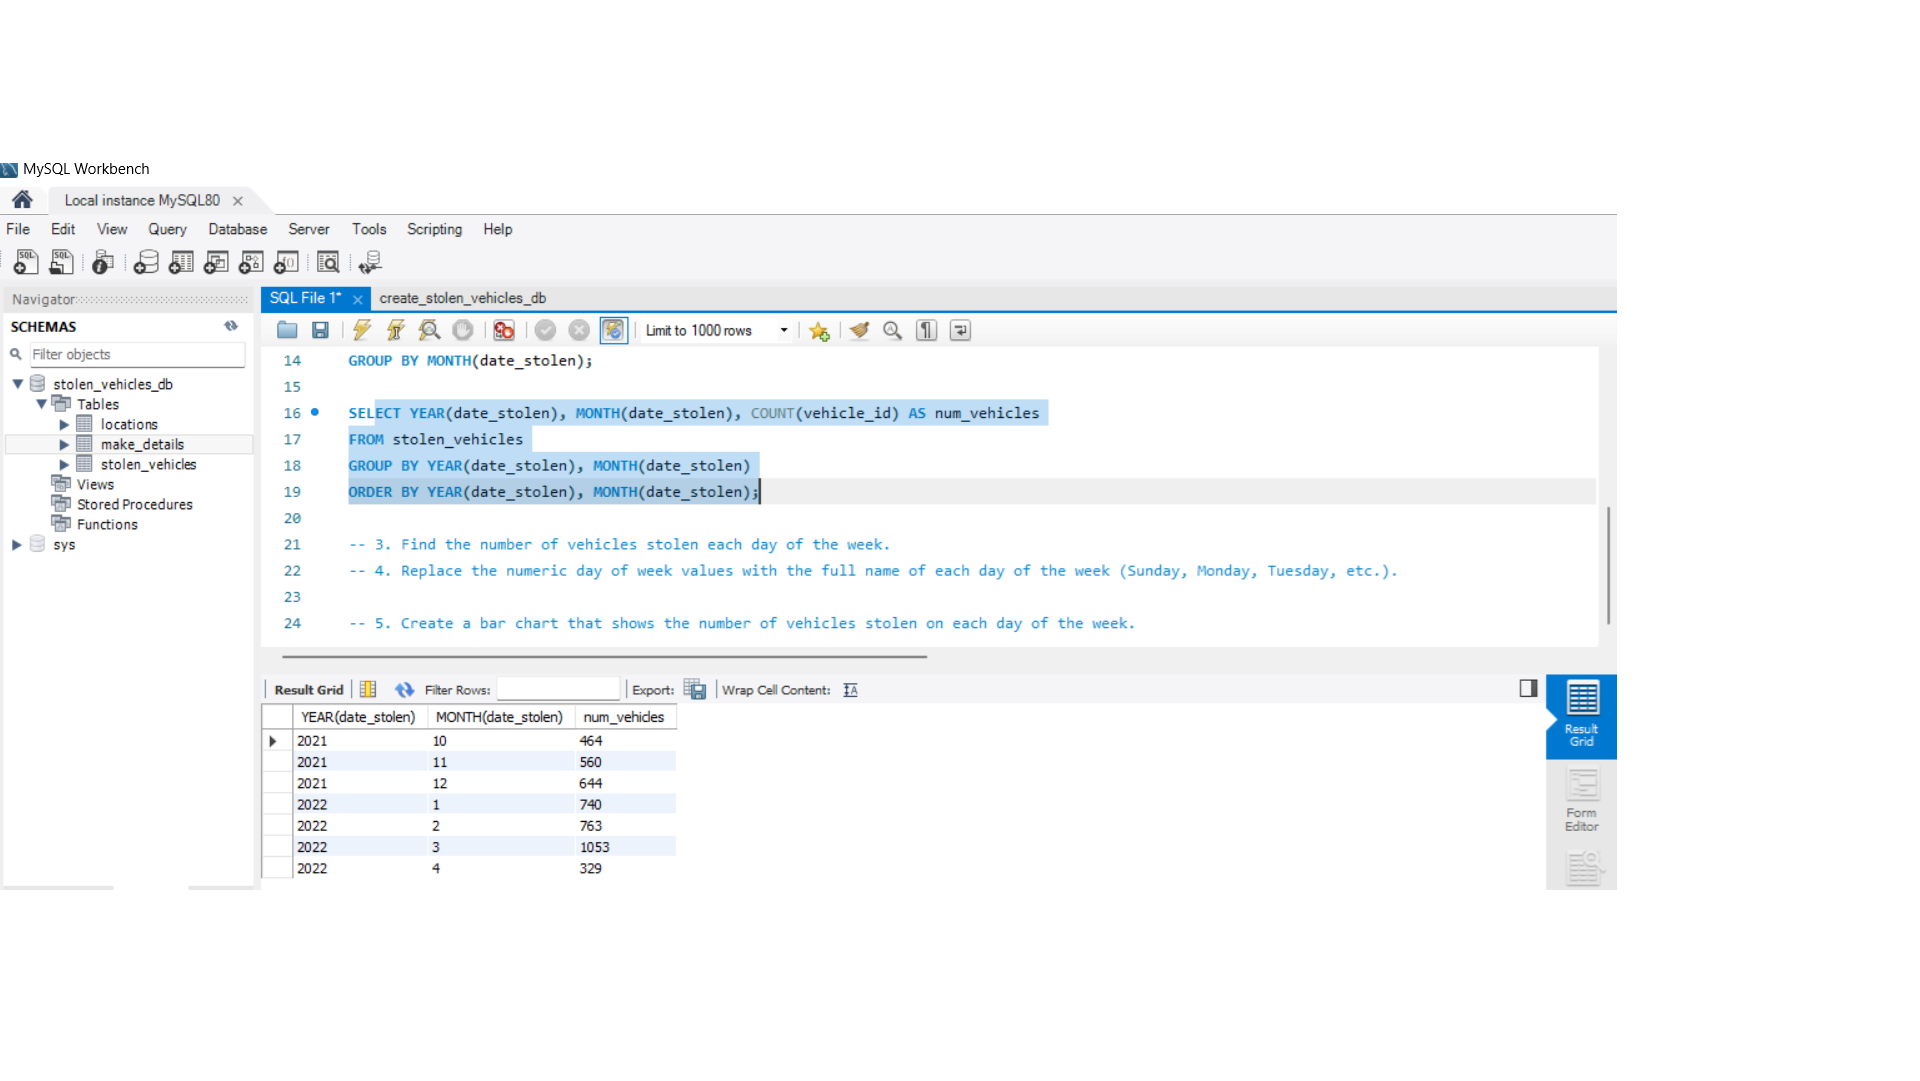 MySQL Workbench
Local instance MySQL80
File Edit View Query Database Server Tools Scripting Help
SQL SQL
Navigator
SCHEMAS
Filter objects
stolen_vehicles_db
Tables
locations
make_details
stolen_vehicles
Views
Stored Procedures
Functions
sys
SQL File 1* create_stolen_vehicles_db
Limit to 1000 rows
14 GROUP BY MONTH(date_stolen);
15
16 SELECT YEAR(date_stolen), MONTH(date_stolen), COUNT(vehicle_id) AS num_vehicles
17 FROM stolen_vehicles
18 GROUP BY YEAR(date_stolen), MONTH(date_stolen)
19 ORDER BY YEAR(date_stolen), MONTH(date_stolen);
20
21 -- 3. Find the number of vehicles stolen each day of the week.
22 -- 4. Replace the numeric day of week values with the full name of each day of the week (Sunday, Monday, Tuesday, etc.).
23
24 -- 5. Create a bar chart that shows the number of vehicles stolen on each day of the week.
Result Grid Filter Rows: Export: Wrap Cell Content:
YEAR(date_stolen) MONTH(date_stolen) num_vehicles
2021 10 464
2021 11 560
2021 12 644
2022 1 740
2022 2 763
2022 3 1053
2022 4 329
Result
Grid
Form
Editor